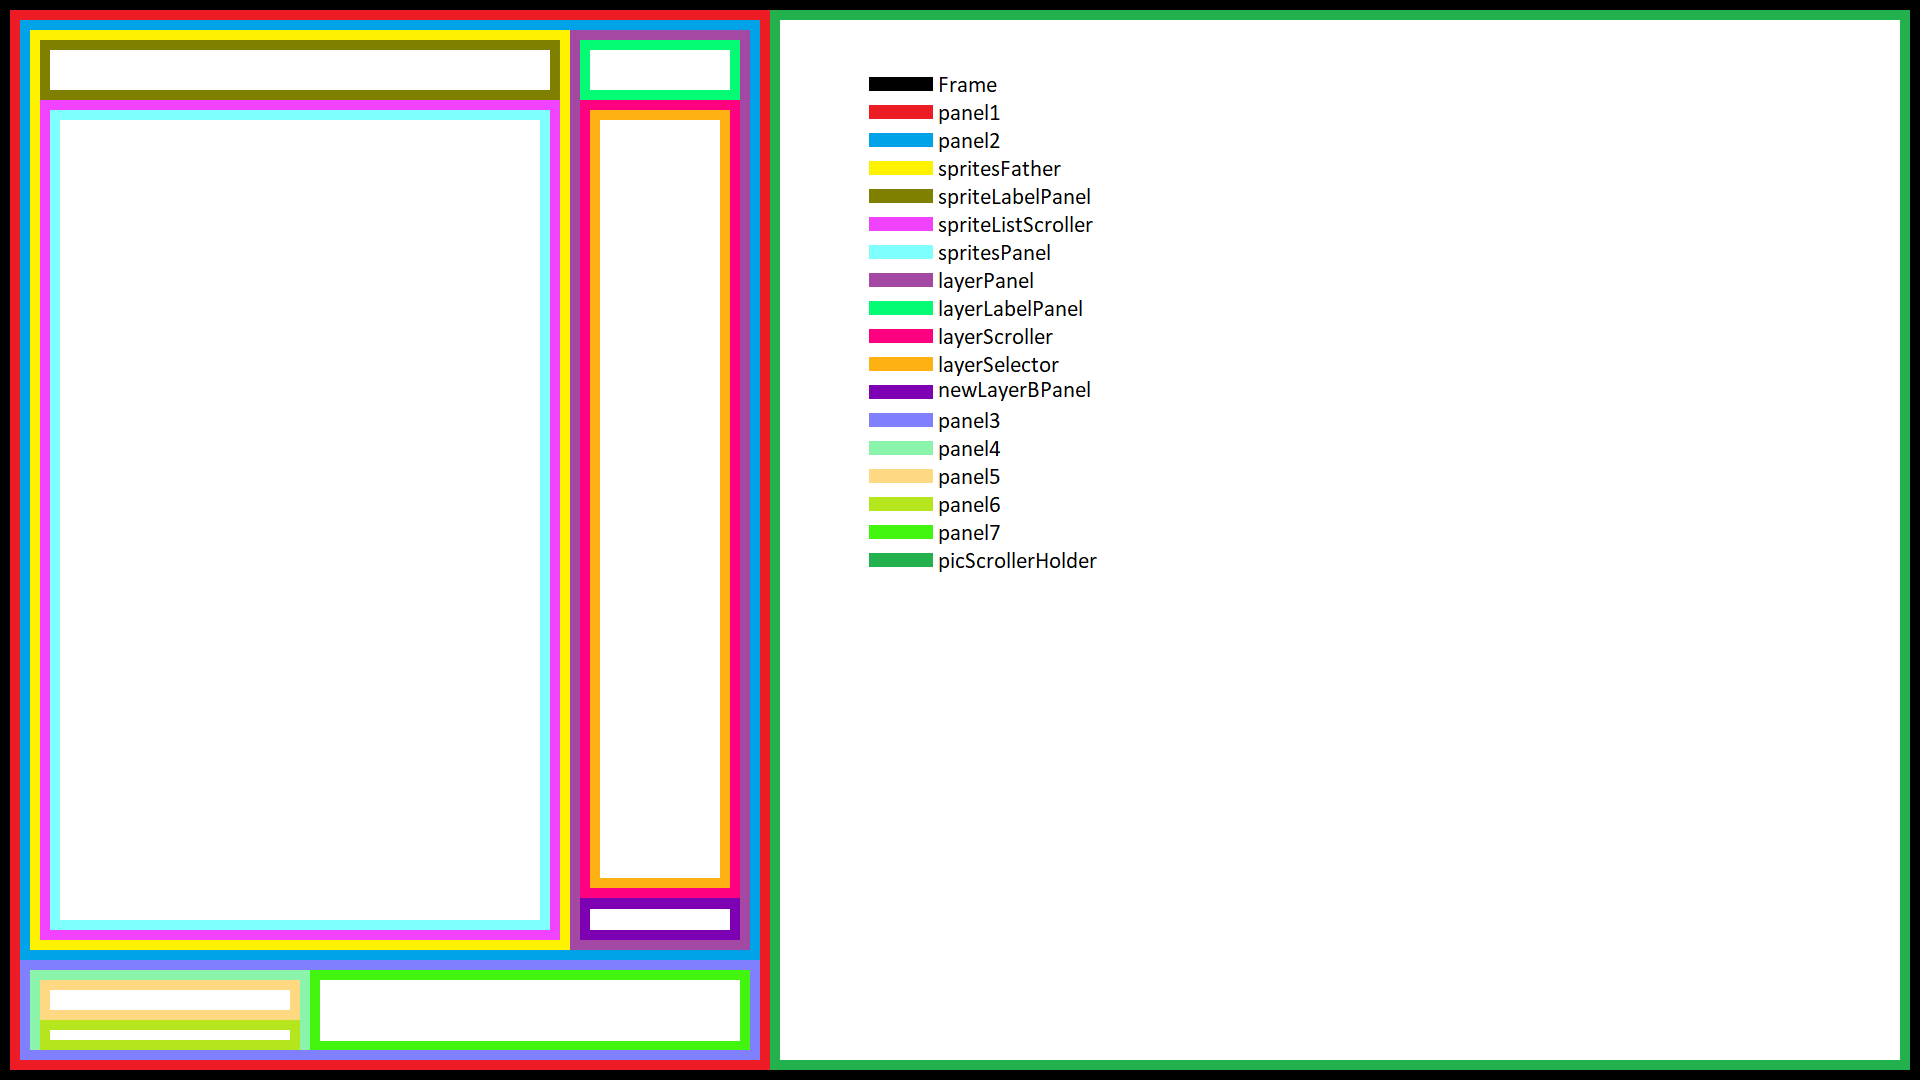 Frame
panel1
panel2
spritesFather
spriteLabelPanel
spriteListScroller
spritesPanel
layerPanel
layerLabelPanel
layerScroller
layerSelector
newLayerBPanel
panel3
panel4
panel5
panel6
panel7
picScrollerHolder